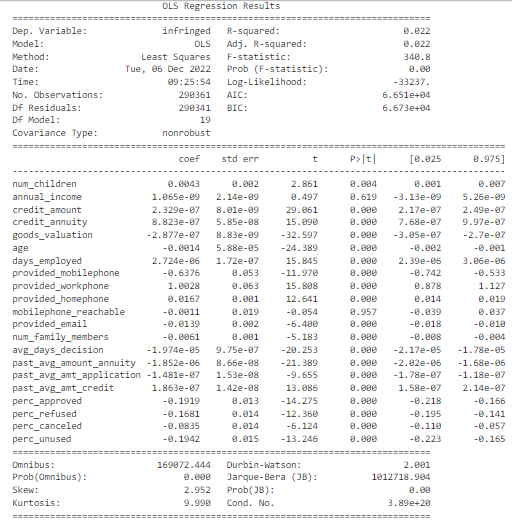 OLS Regression Results
==============================================================================
Dep. Variable: infringed R-squared: 0.022
Model: OLS Adj. R-squared: 0.022
Method: Least Squares F-statistic: 340.8
Date: Tue, 06 Dec 2022 Prob (F-statistic): 0.00
Time: 09:25:54 Log-Likelihood: -33237.
No. Observations: 290361 AIC: 6.651e+04
Df Residuals: 290341 BIC: 6.673e+04
Df Model: 19
Covariance Type: nonrobust
==============================================================================
coef std err t P>|t| [0.025 0.975]
------------------------------------------------------------------------------
num_children 0.0043 0.002 2.861 0.004 0.001 0.007
annual_income 1.065e-09 2.14e-09 0.497 0.619 -3.13e-09 5.26e-09
credit_amount 2.329e-07 8.01e-09 29.061 0.000 2.17e-07 2.49e-07
credit_annuity 8.823e-07 5.85e-08 15.090 0.000 7.68e-07 9.97e-07
goods_valuation -2.877e-07 8.83e-09 -32.597 0.000 -3.05e-07 -2.7e-07
age -0.0014 5.88e-05 -24.389 0.000 -0.002 -0.001
days_employed 2.724e-06 1.72e-07 15.845 0.000 2.39e-06 3.06e-06
provided_mobilephone -0.6376 0.053 -11.970 0.000 -0.742 -0.533
provided_workphone 1.0028 0.063 15.808 0.000 0.878 1.127
provided_homephone 0.0167 0.001 12.641 0.000 0.014 0.019
mobilephone_reachable -0.0011 0.019 -0.054 0.957 -0.039 0.037
provided_email -0.0139 0.002 -6.400 0.000 -0.018 -0.010
num_family_members -0.0061 0.001 -5.183 0.000 -0.008 -0.004
avg_days_decision -1.974e-05 9.75e-07 -20.253 0.000 -2.17e-05 -1.78e-05
past_avg_amount_annuity -1.852e-06 8.66e-08 -21.389 0.000 -2.02e-06 -1.68e-06
past_avg_amt_application -1.481e-07 1.53e-08 -9.655 0.000 -1.78e-07 -1.18e-07
past_avg_amt_credit 1.863e-07 1.42e-08 13.086 0.000 1.58e-07 2.14e-07
perc_approved -0.1919 0.013 -14.275 0.000 -0.218 -0.166
perc_refused -0.1681 0.014 -12.360 0.000 -0.195 -0.141
perc_canceled -0.0835 0.014 -6.124 0.000 -0.110 -0.057
perc_unused -0.1942 0.015 -13.246 0.000 -0.223 -0.165
==============================================================================
Omnibus: 169072.444 Durbin-Watson: 2.001
Prob(Omnibus): 0.000 Jarque-Bera (JB): 1012718.904
Skew: 2.952 Prob(JB): 0.00
Kurtosis: 9.990 Cond. No. 3.89e+20
==============================================================================